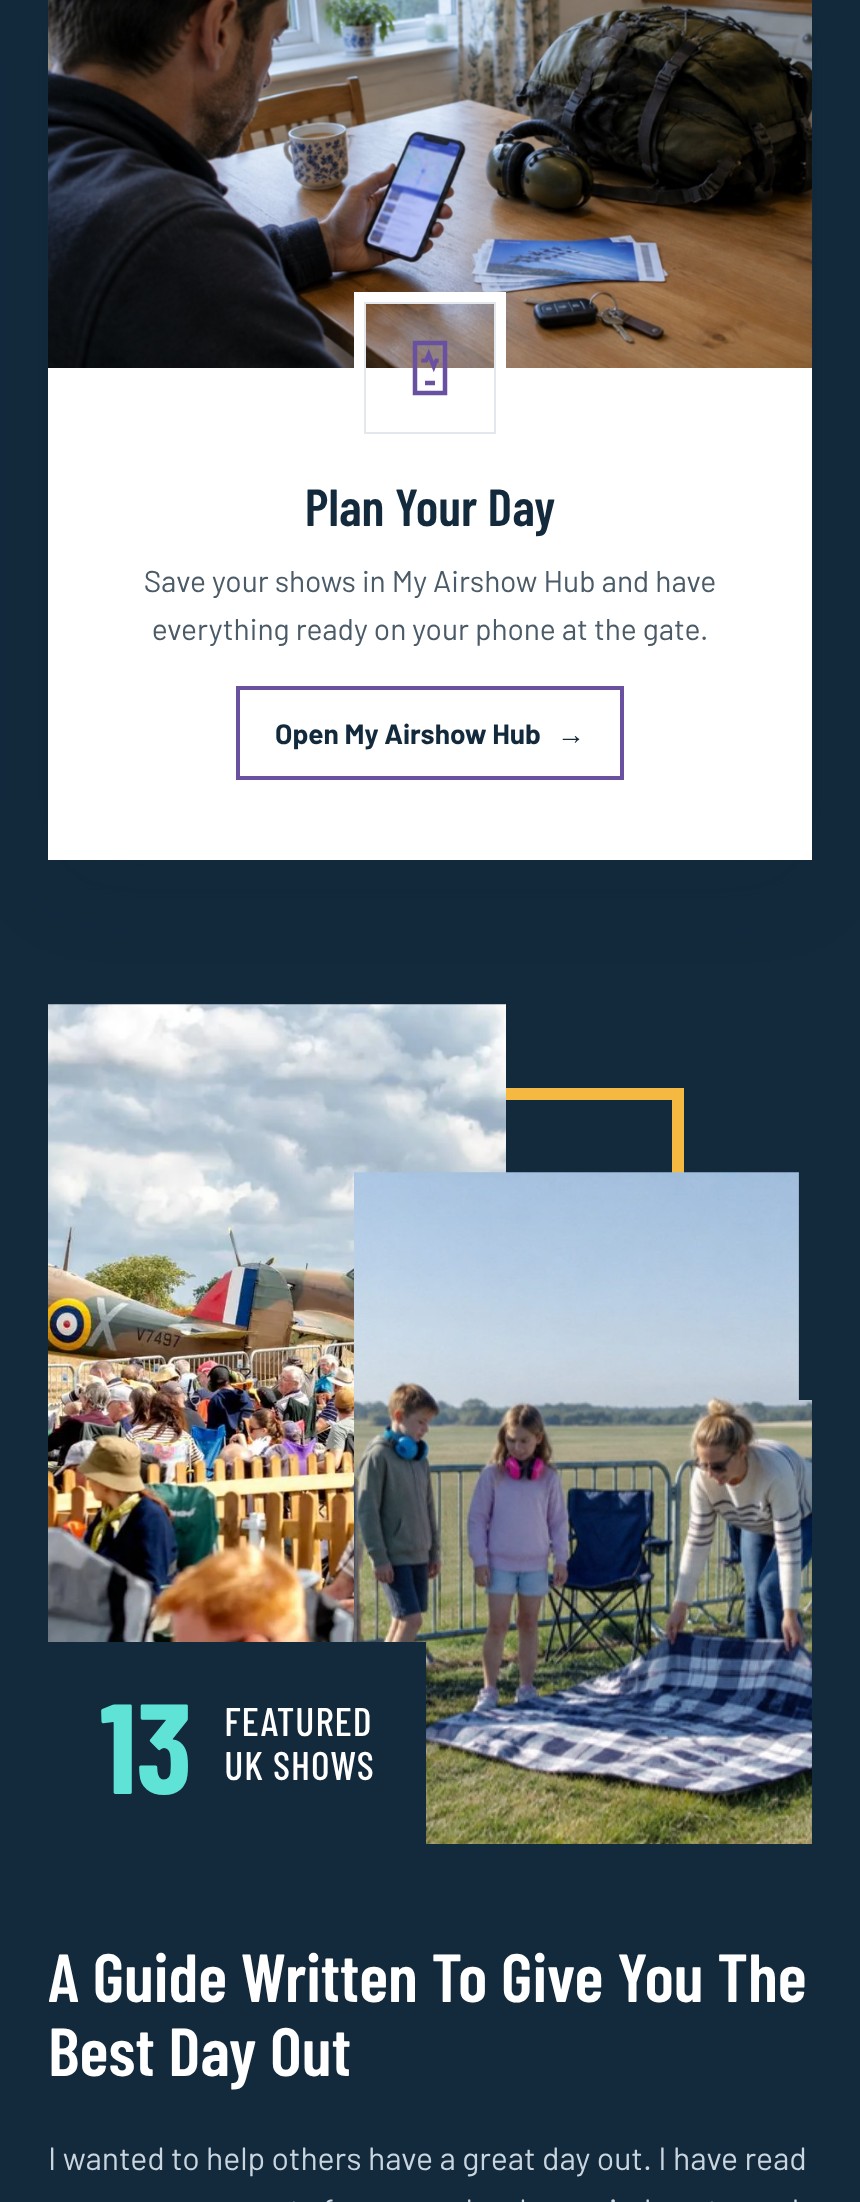 Plan Your Day
Save your shows in My Airshow Hub and have
everything ready on your phone at the gate.
Open My Airshow Hub →
V7497
13 FEATURED
UK SHOWS
A Guide Written To Give You The
Best Day Out
I wanted to help others have a great day out. I have read